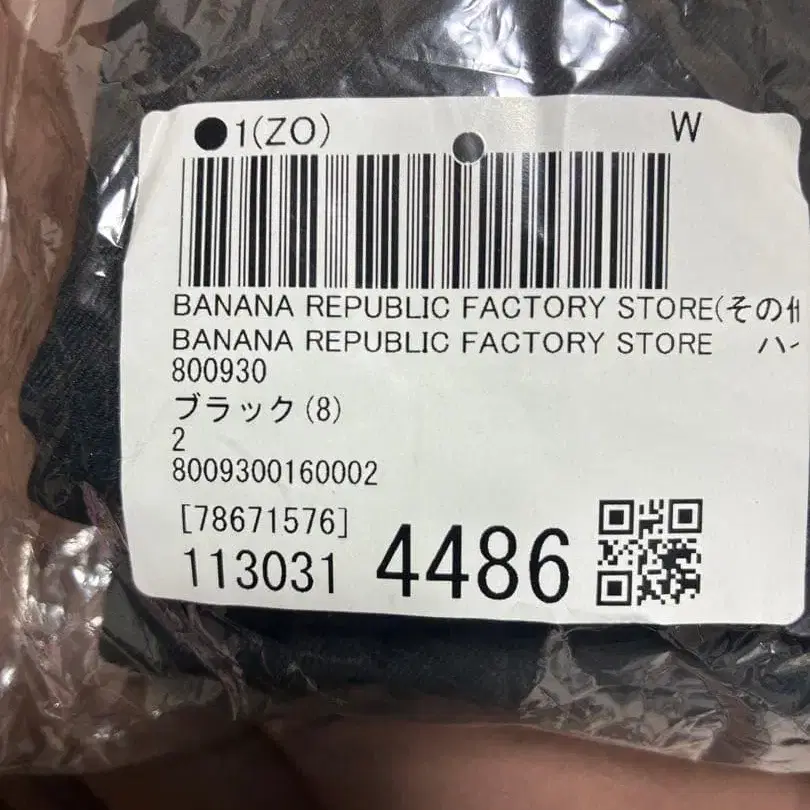 ●1(ZO)
W
BANANA REPUBLIC FACTORY STORE(その他
BANANA REPUBLIC FACTORY STORE ハイ
800930
ブラック(8)
2
8009300160002
[78671576]
113031 4486